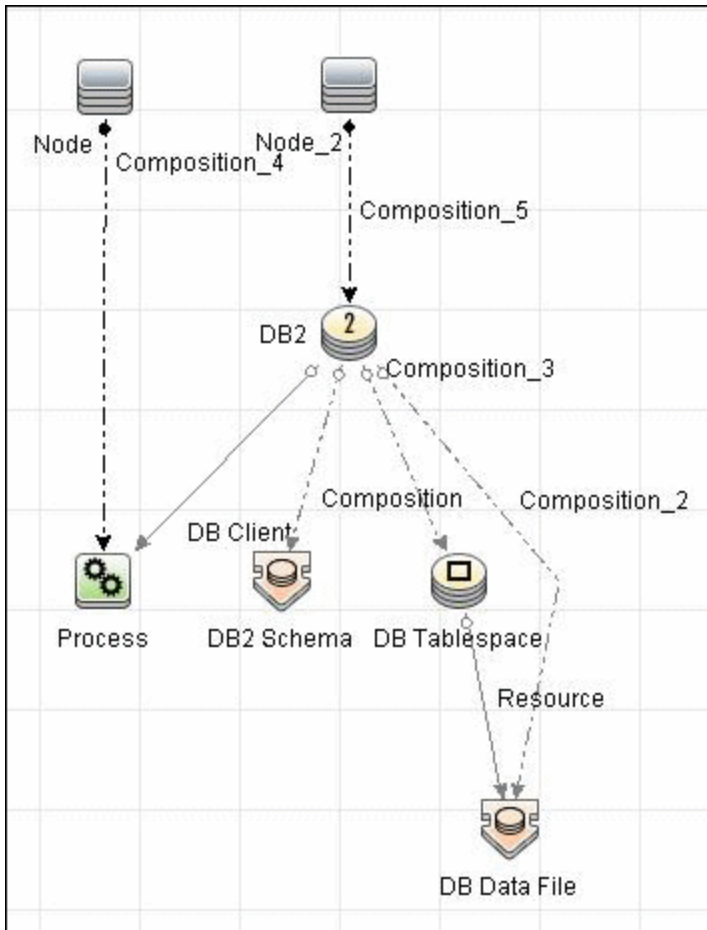 Node
Node_2
Composition_4
Composition_5
2
DB2
Composition_3
Composition
Composition_2
DB Client
Process
DB2 Schema
DB Tablespace
Resource
DB Data File